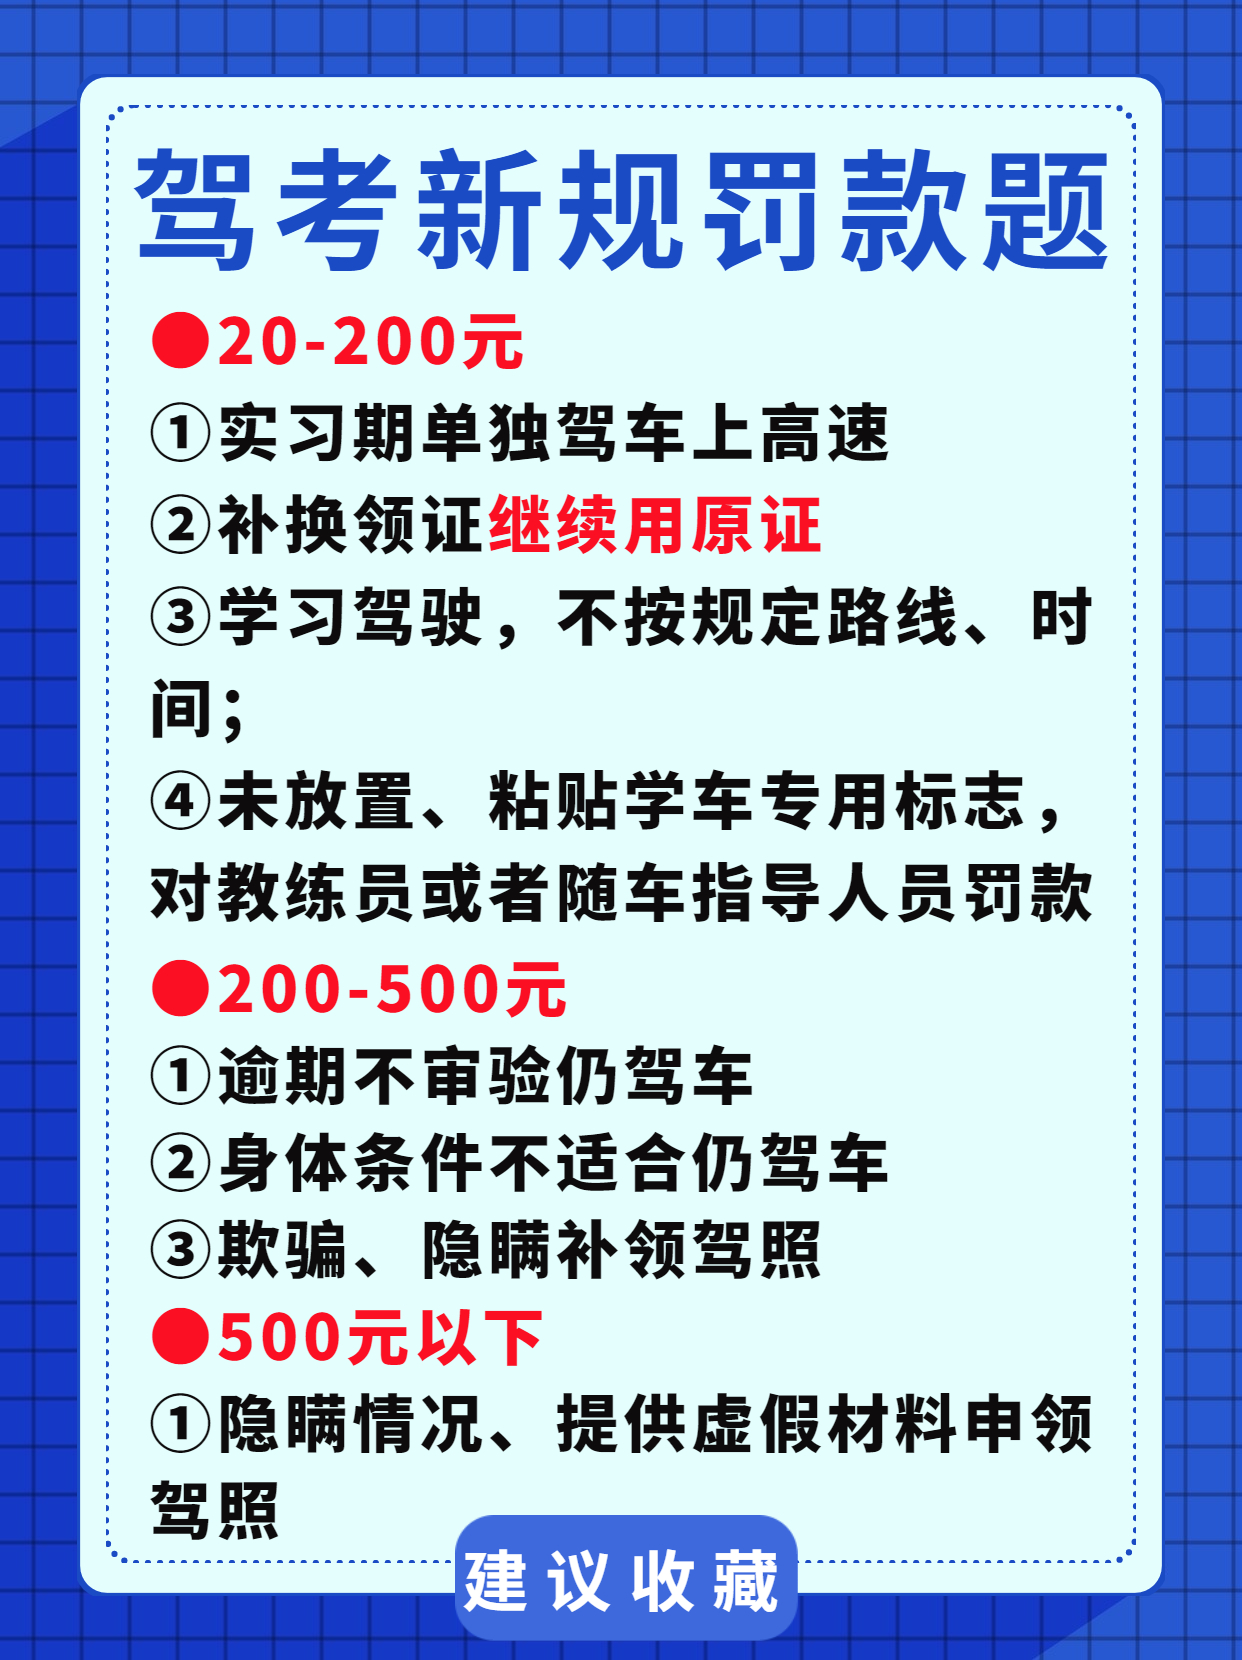 驾考新规罚款题
●20-200元
①实习期单独驾车上高速
②补换领证继续用原证
③学习驾驶，不按规定路线、时
间；
④未放置、粘贴学车专用标志，
对教练员或者随车指导人员罚款
●200-500元
①逾期不审验仍驾车
②身体条件不适合仍驾车
③欺骗、隐瞒补领驾照
●500元以下
①隐瞒情况、提供虚假材料申领
驾照
建议收藏